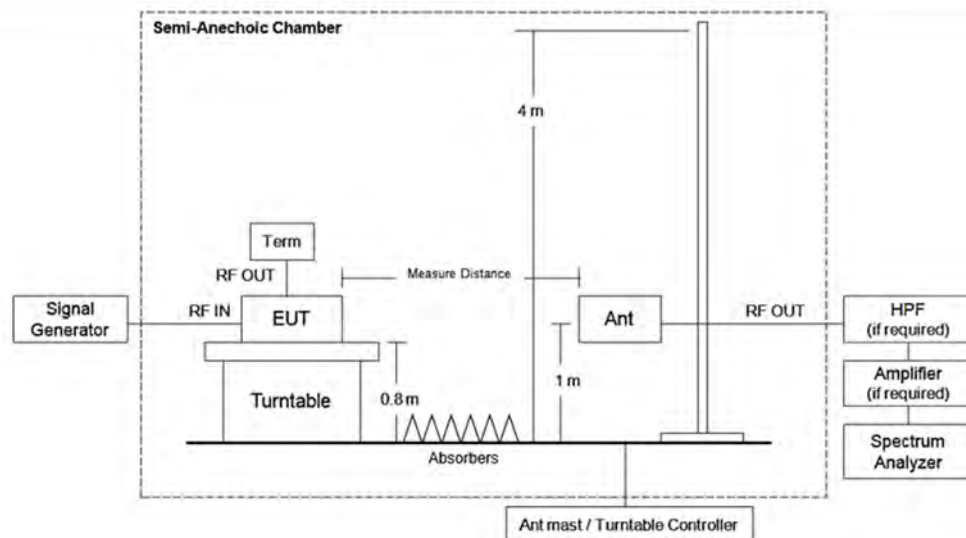 Semi-Anechoic Chamber
4 m
Term
RF OUT
Measure Distance
Signal
Generator
RF IN
EUT
Ant
RF OUT
HPF
(if required)
Turntable
0.8 m
1 m
Amplifier
(if required)
Absorbers
Spectrum
Analyzer
Ant mast / Turntable Controller